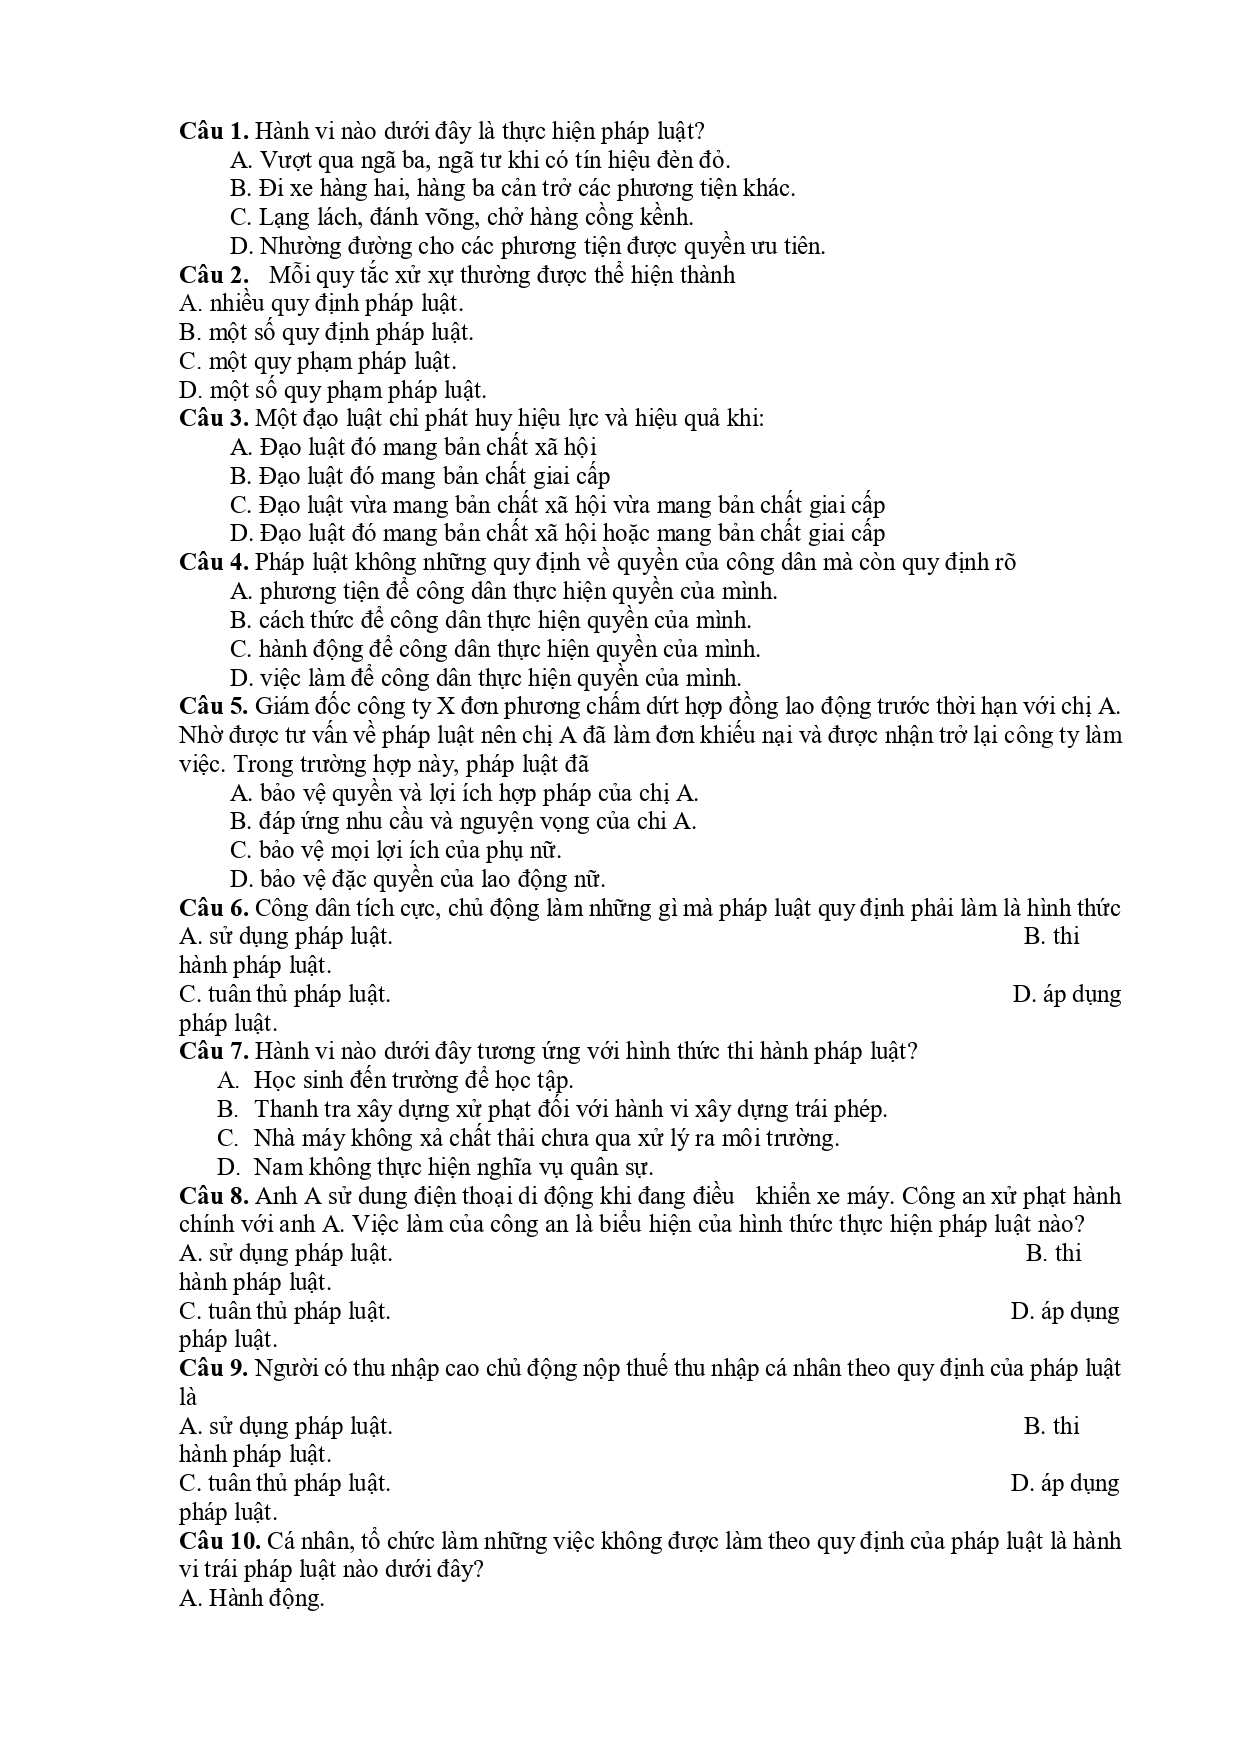 Câu 1. Hành vi nào dưới đây là thực hiện pháp luật?
A. Vượt qua ngã ba, ngã tư khi có tín hiệu đèn đỏ.
B. Đi xe hàng hai, hàng ba cản trở các phương tiện khác.
C. Lạng lách, đánh võng, chở hàng cồng kềnh.
D. Nhường đường cho các phương tiện được quyền ưu tiên.
Câu 2. Mỗi quy tắc xử xự thường được thể hiện thành
A. nhiều quy định pháp luật.
B. một số quy định pháp luật.
C. một quy phạm pháp luật.
D. một số quy phạm pháp luật.
Câu 3. Một đạo luật chỉ phát huy hiệu lực và hiệu quả khi:
A. Đạo luật đó mang bản chất xã hội
B. Đạo luật đó mang bản chất giai cấp
C. Đạo luật vừa mang bản chất xã hội vừa mang bản chất giai cấp
D. Đạo luật đó mang bản chất xã hội hoặc mang bản chất giai cấp
Câu 4. Pháp luật không những quy định về quyền của công dân mà còn quy định rõ
A. phương tiện để công dân thực hiện quyền của mình.
B. cách thức để công dân thực hiện quyền của mình.
C. hành động để công dân thực hiện quyền của mình.
D. việc làm để công dân thực hiện quyền của mình.
Câu 5. Giám đốc công ty X đơn phương chấm dứt hợp đồng lao động trước thời hạn với chị A.
Nhờ được tư vấn về pháp luật nên chị A đã làm đơn khiếu nại và được nhận trở lại công ty làm
việc. Trong trường hợp này, pháp luật đã
A. bảo vệ quyền và lợi ích hợp pháp của chị A.
B. đáp ứng nhu cầu và nguyện vọng của chi A.
C. bảo vệ mọi lợi ích của phụ nữ.
D. bảo vệ đặc quyền của lao động nữ.
Câu 6. Công dân tích cực, chủ động làm những gì mà pháp luật quy định phải làm là hình thức
A. sử dụng pháp luật. B. thi
hành pháp luật.
C. tuân thủ pháp luật. D. áp dụng
pháp luật.
Câu 7. Hành vi nào dưới đây tương ứng với hình thức thi hành pháp luật?
A. Học sinh đến trường để học tập.
B. Thanh tra xây dựng xử phạt đối với hành vi xây dựng trái phép.
C. Nhà máy không xả chất thải chưa qua xử lý ra môi trường.
D. Nam không thực hiện nghĩa vụ quân sự.
Câu 8. Anh A sử dung điện thoại di động khi đang điều khiển xe máy. Công an xử phạt hành
chính với anh A. Việc làm của công an là biểu hiện của hình thức thực hiện pháp luật nào?
A. sử dụng pháp luật. B. thi
hành pháp luật.
C. tuân thủ pháp luật. D. áp dụng
pháp luật.
Câu 9. Người có thu nhập cao chủ động nộp thuế thu nhập cá nhân theo quy định của pháp luật
là
A. sử dụng pháp luật. B. thi
hành pháp luật.
C. tuân thủ pháp luật. D. áp dụng
pháp luật.
Câu 10. Cá nhân, tổ chức làm những việc không được làm theo quy định của pháp luật là hành
vi trái pháp luật nào dưới đây?
A. Hành động.